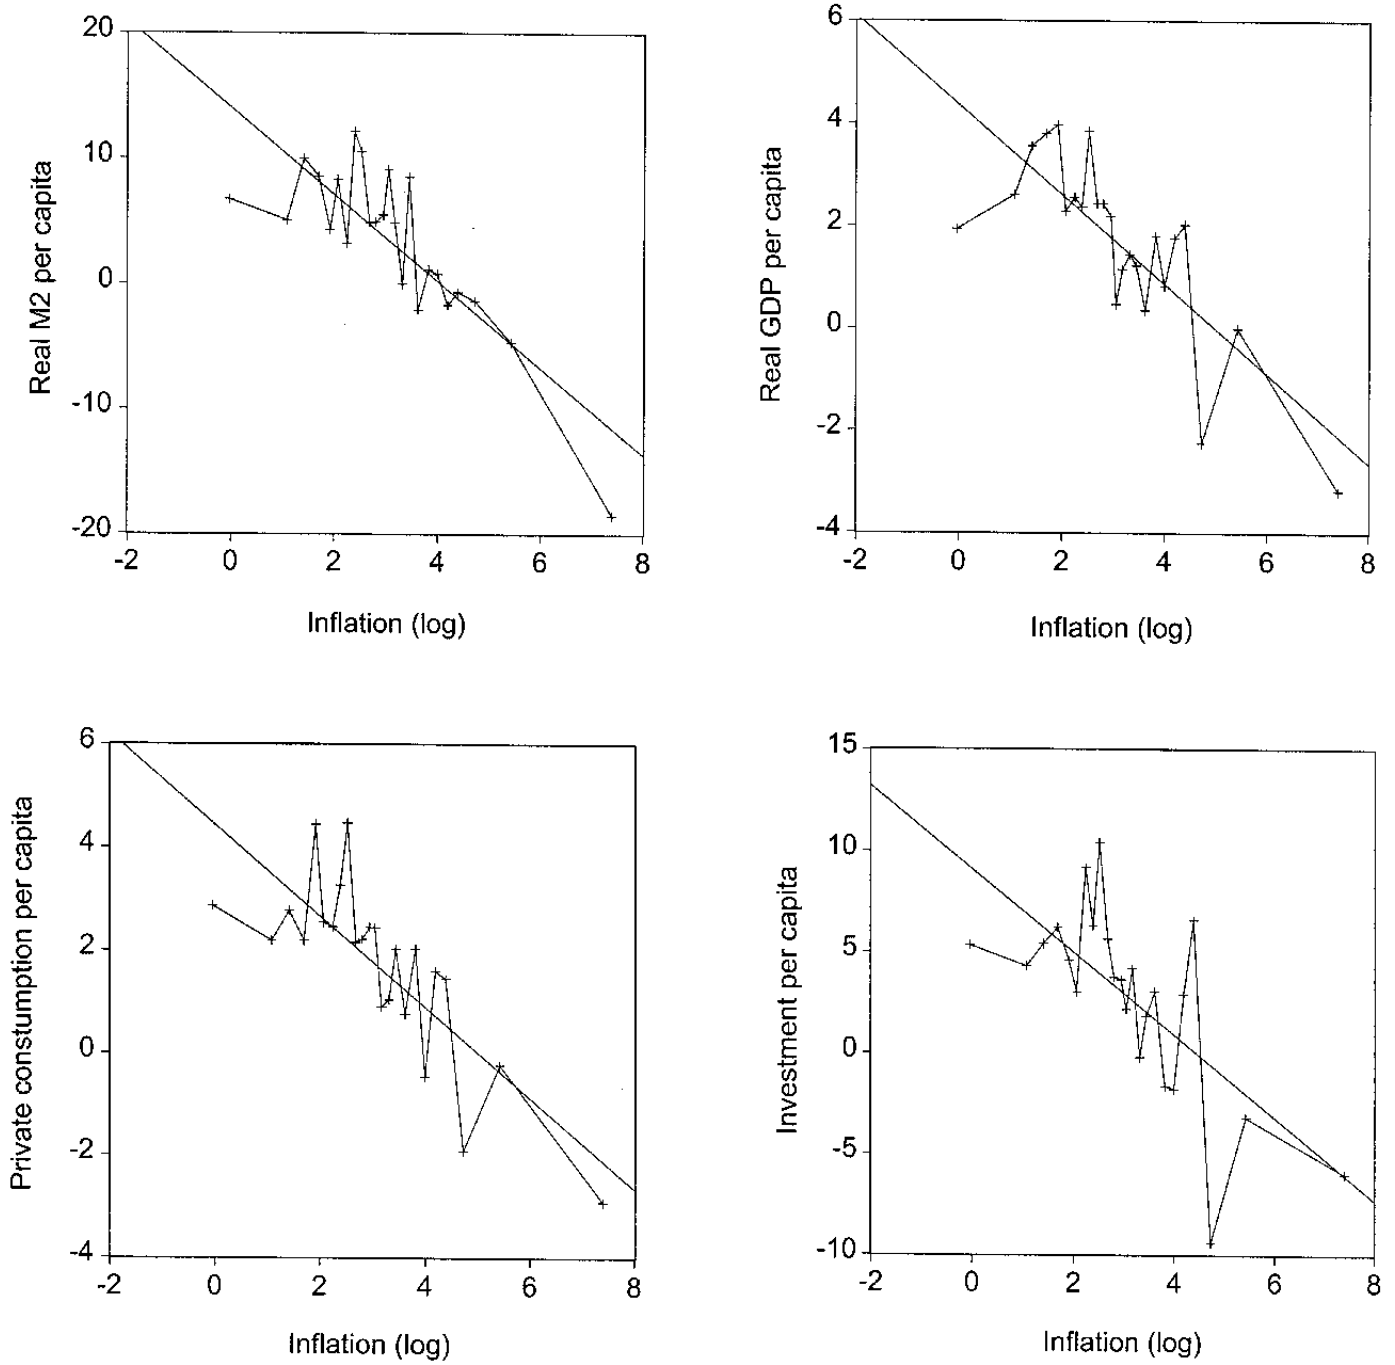 20
10
0
-10
-20
-2 0 2 4 6 8
Real M2 per capita
Inflation (log)
6
4
2
0
-2
-4
-2 0 2 4 6 8
Real GDP per capita
Inflation (log)
6
4
2
0
-2
-4
-2 0 2 4 6 8
Private constumption per capita
Inflation (log)
15
10
5
0
-5
-10
-2 0 2 4 6 8
Investment per capita
Inflation (log)